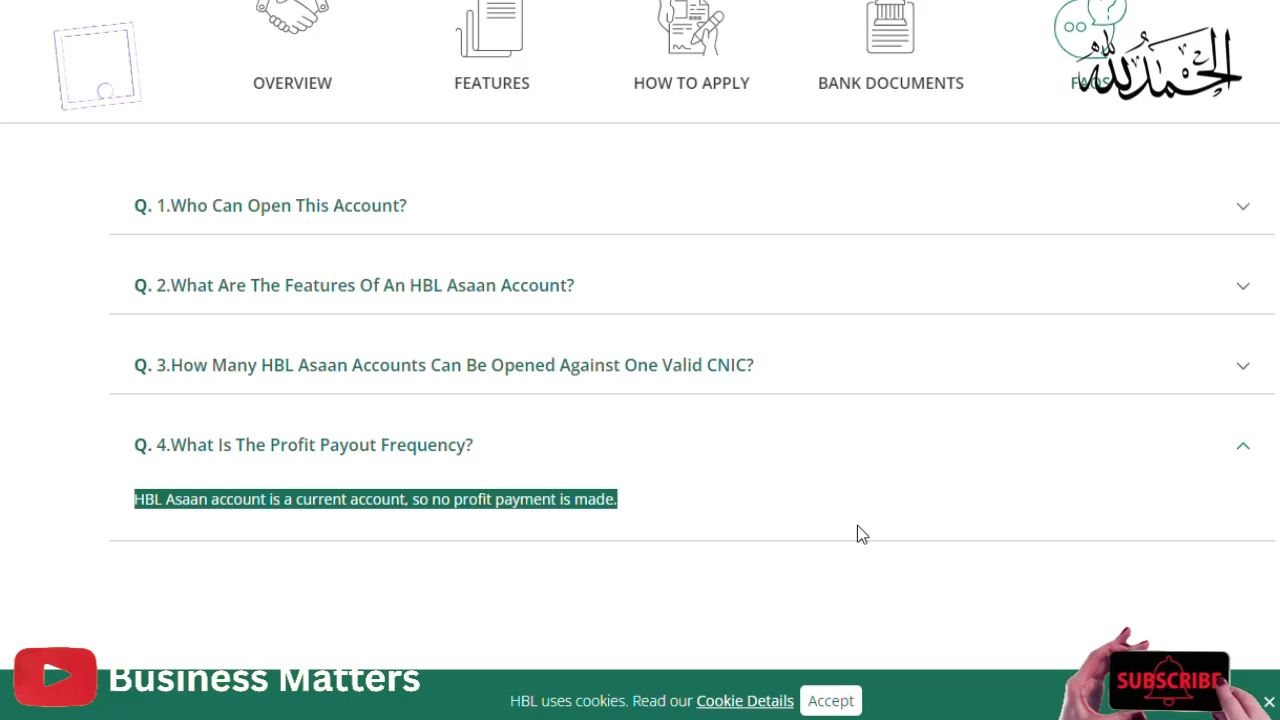 OVERVIEW
FEATURES
HOW TO APPLY
BANK DOCUMENTS
FAQS
الحمد لله
Q. 1.Who Can Open This Account?
Q. 2.What Are The Features Of An HBL Asaan Account?
Q. 3.How Many HBL Asaan Accounts Can Be Opened Against One Valid CNIC?
Q. 4.What Is The Profit Payout Frequency?
HBL Asaan account is a current account, so no profit payment is made.
Business Matters
HBL uses cookies. Read our Cookie Details
Accept
SUBSCRIBE